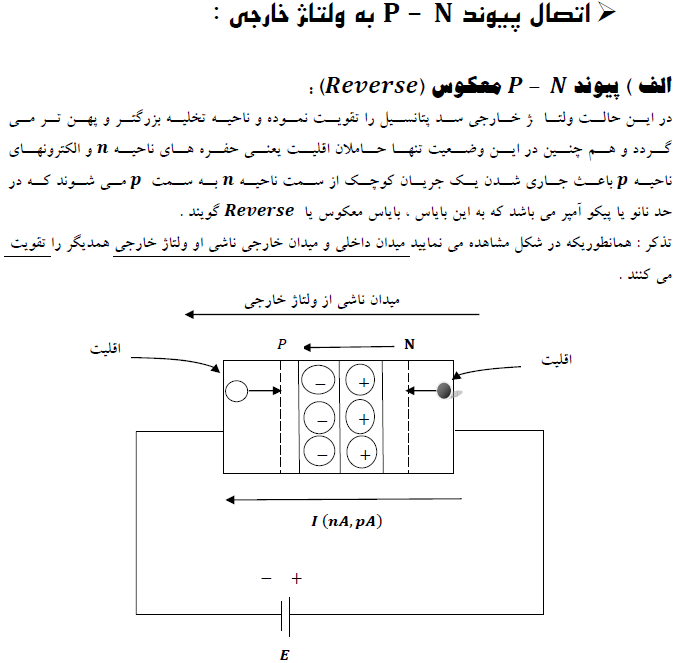 ➢ اتصال پیوند P – N به ولتاژ خارجی :
الف ) پیوند P – N معکوس (Reverse) :
در این حالت ولتا ژ خارجی سد پتانسیل را تقویت نموده و ناحیه تخلیه بزرگتر و پهن تر می
گردد و هم چنین در این وضعیت تنها حاملان اقلیت یعنی حفره های ناحیه n و الکترونهای
ناحیه p باعث جاری شدن یک جریان کوچک از سمت ناحیه n به سمت p می شوند که در
حد نانو یا پیکو آمپر می باشد که به این بایاس ، بایاس معکوس یا Reverse گویند .
تذکر : همانطوریکه در شکل مشاهده می نمایید میدان داخلی و میدان خارجی ناشی او ولتاژ خارجی همدیگر را تقویت
می کنند .
میدان ناشی از ولتاژ خارجی
اقلیت P N اقلیت
− +
− +
− +
I (nA, pA)
− +
E